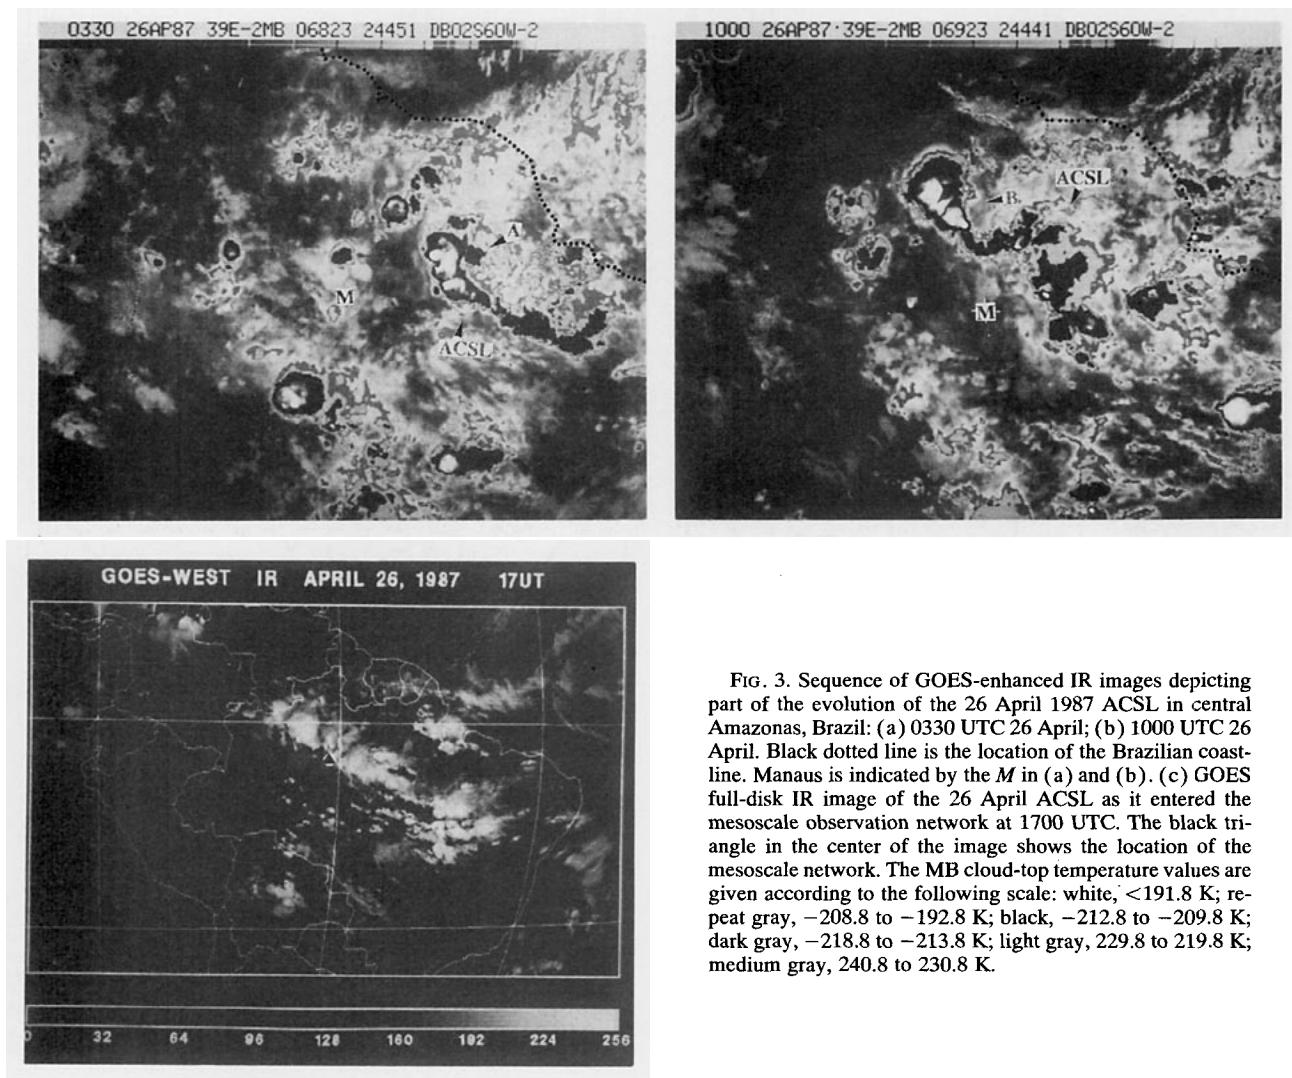 0330 26AP87 39E-2MB 06823 24451 DB02S60W-2
A
M
ACSL
1000 26AP87·39E-2MB 06923 24441 DB02S60W-2
ACSL
B
M
GOES-WEST IR APRIL 26, 1987 17UT
0 32 64 96 128 160 192 224 256
FIG. 3. Sequence of GOES-enhanced IR images depicting
part of the evolution of the 26 April 1987 ACSL in central
Amazonas, Brazil: (a) 0330 UTC 26 April; (b) 1000 UTC 26
April. Black dotted line is the location of the Brazilian coast-
line. Manaus is indicated by the M in (a) and (b). (c) GOES
full-disk IR image of the 26 April ACSL as it entered the
mesoscale observation network at 1700 UTC. The black tri-
angle in the center of the image shows the location of the
mesoscale network. The MB cloud-top temperature values are
given according to the following scale: white, <191.8 K; re-
peat gray, −208.8 to −192.8 K; black, −212.8 to −209.8 K;
dark gray, −218.8 to −213.8 K; light gray, 229.8 to 219.8 K;
medium gray, 240.8 to 230.8 K.